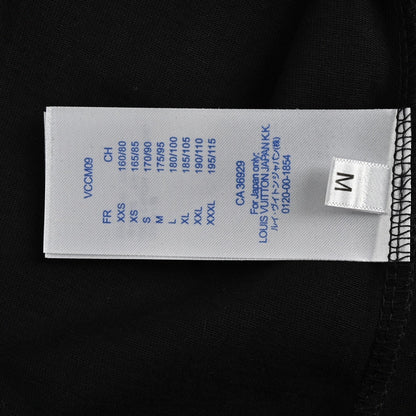 VCCM09
FR CH
XXS 160/80
XS 165/85
S 170/90
M 175/95
L 180/100
XL 185/105
XXL 190/110
XXXL 195/115
CA 36929
For Japan only:
LOUIS VUITTON JAPAN K.K.
ルイ・ヴィトン ジャパン(株)
0120-00-1854
M